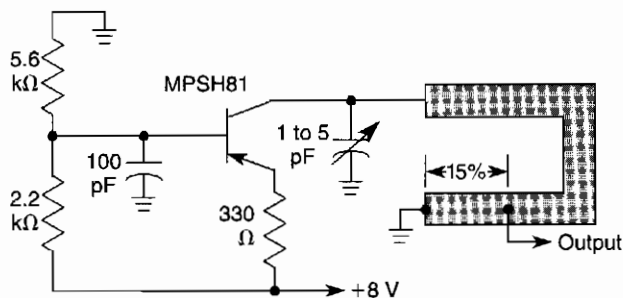 5.6
kΩ
MPSH81
1 to 5
pF
100
pF
15%
2.2
kΩ
330
Ω
Output
+8 V